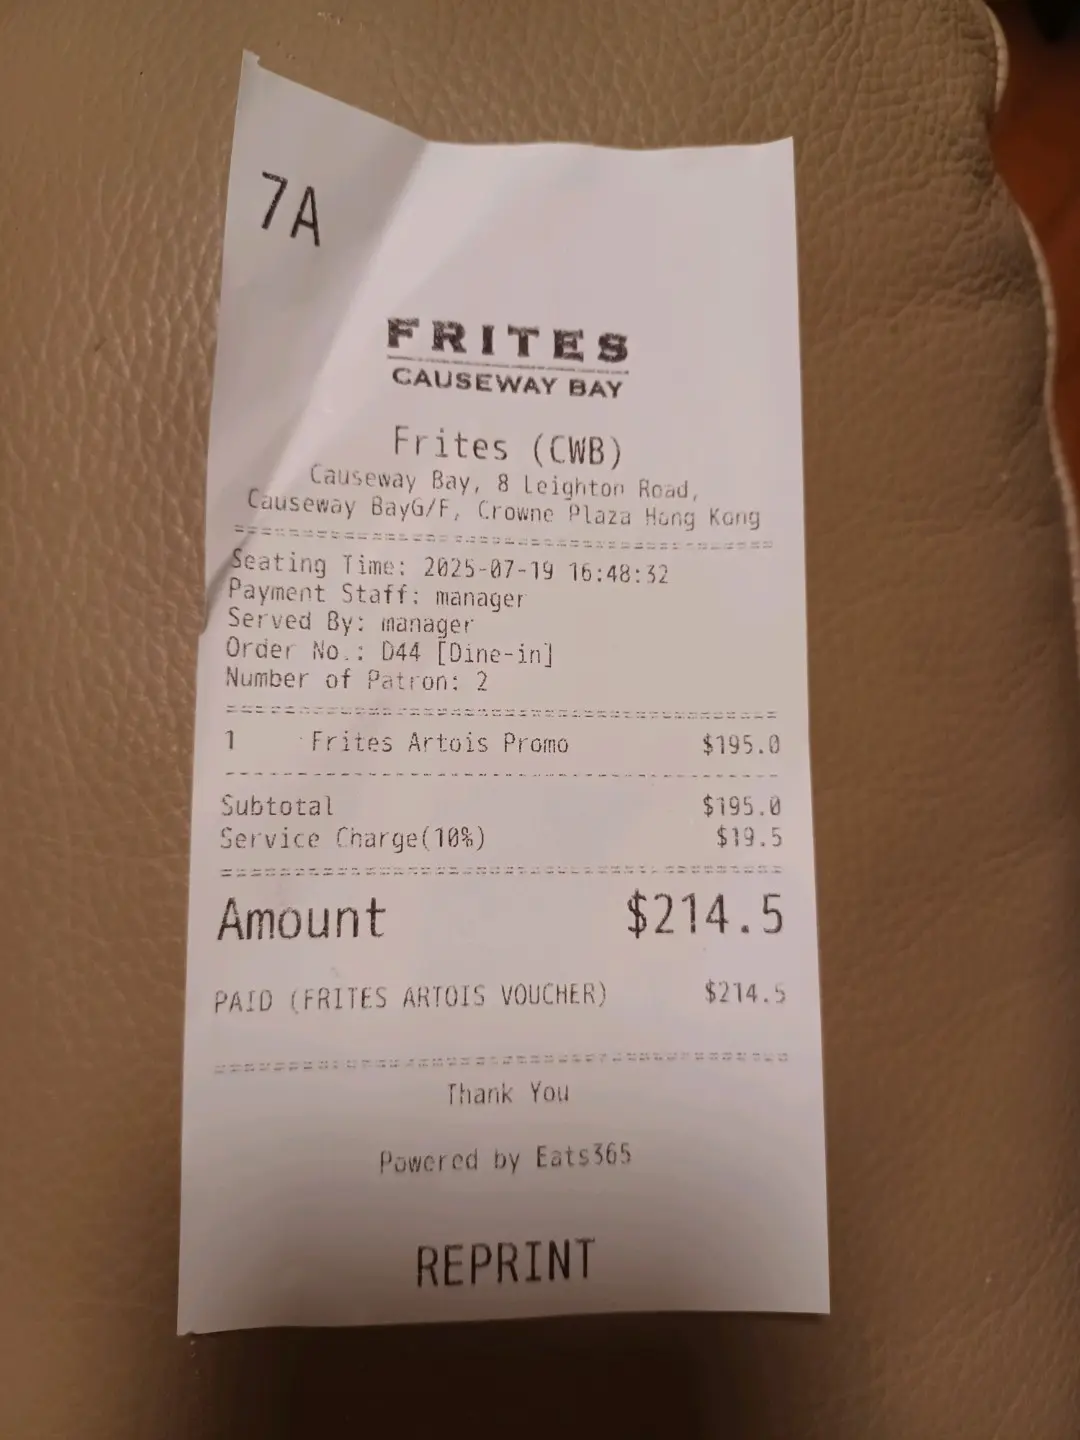 7A
FRITES
CAUSEWAY BAY
Frites (CWB)
Causeway Bay, 8 Leighton Road,
Causeway BayG/F, Crowne Plaza Hong Kong
Seating Time: 2025-07-19 16:48:32
Payment Staff: manager
Served By: manager
Order No.: D44 [Dine-in]
Number of Patron: 2
1 Frites Artois Promo $195.0
Subtotal $195.0
Service Charge(10%) $19.5
Amount $214.5
PAID (FRITES ARTOIS VOUCHER) $214.5
Thank You
Powered by Eats365
REPRINT